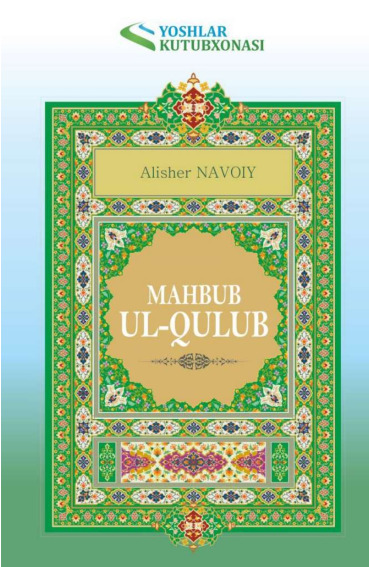 YOSHLAR
KUTUBXONASI
Alisher NAVOIY
MAHBUB
UL-QULUB